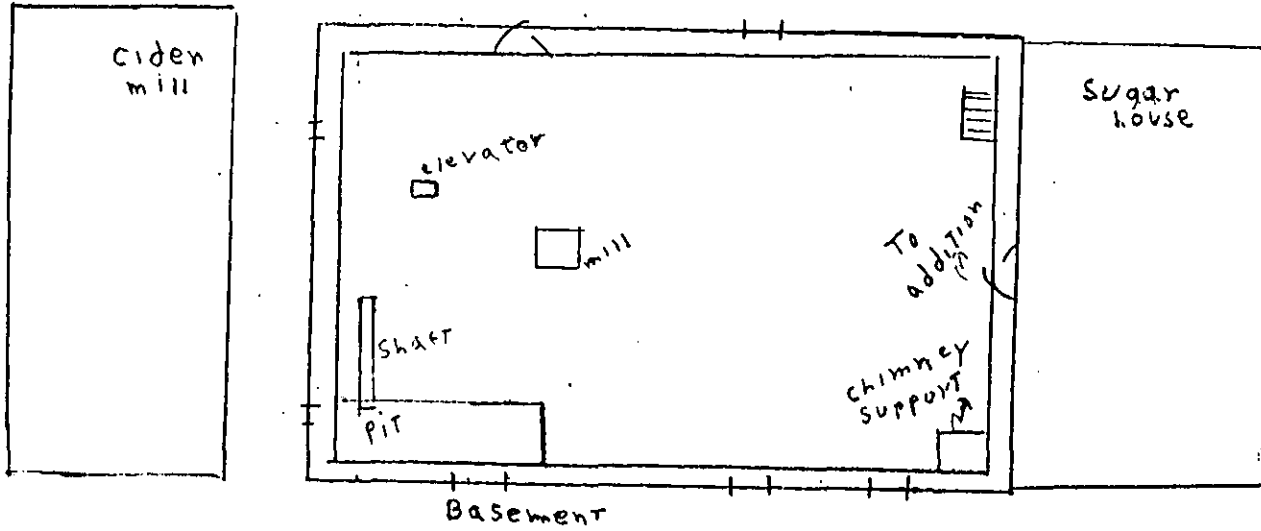 cider
mill
Sugar
house
elevator
mill
To
addition
shaft
chimney
support
PiT
Basement